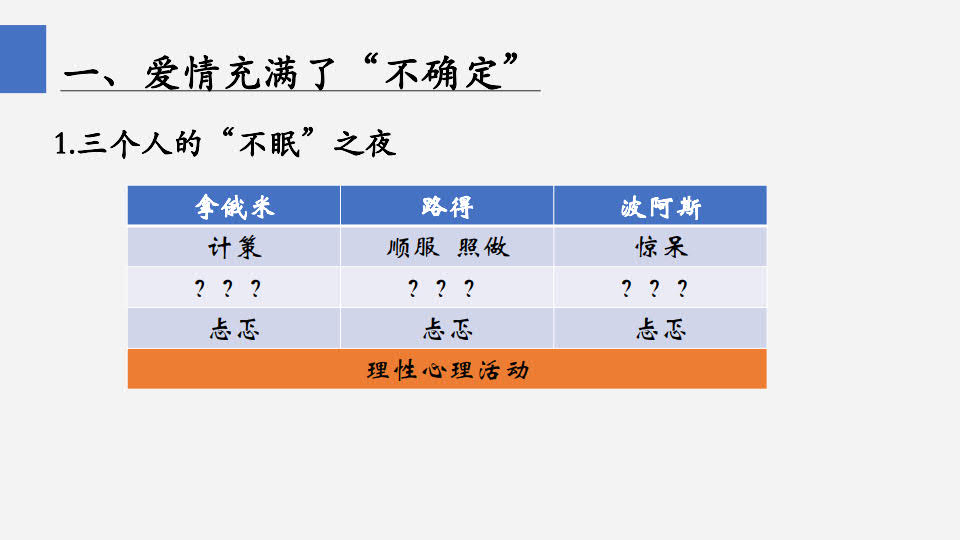 一、爱情充满了“不确定”
1.三个人的“不眠”之夜
拿俄米 路得 波阿斯
计策 顺服 照做 惊呆
？？？ ？？？ ？？？
忐忑 忐忑 忐忑
理性心理活动